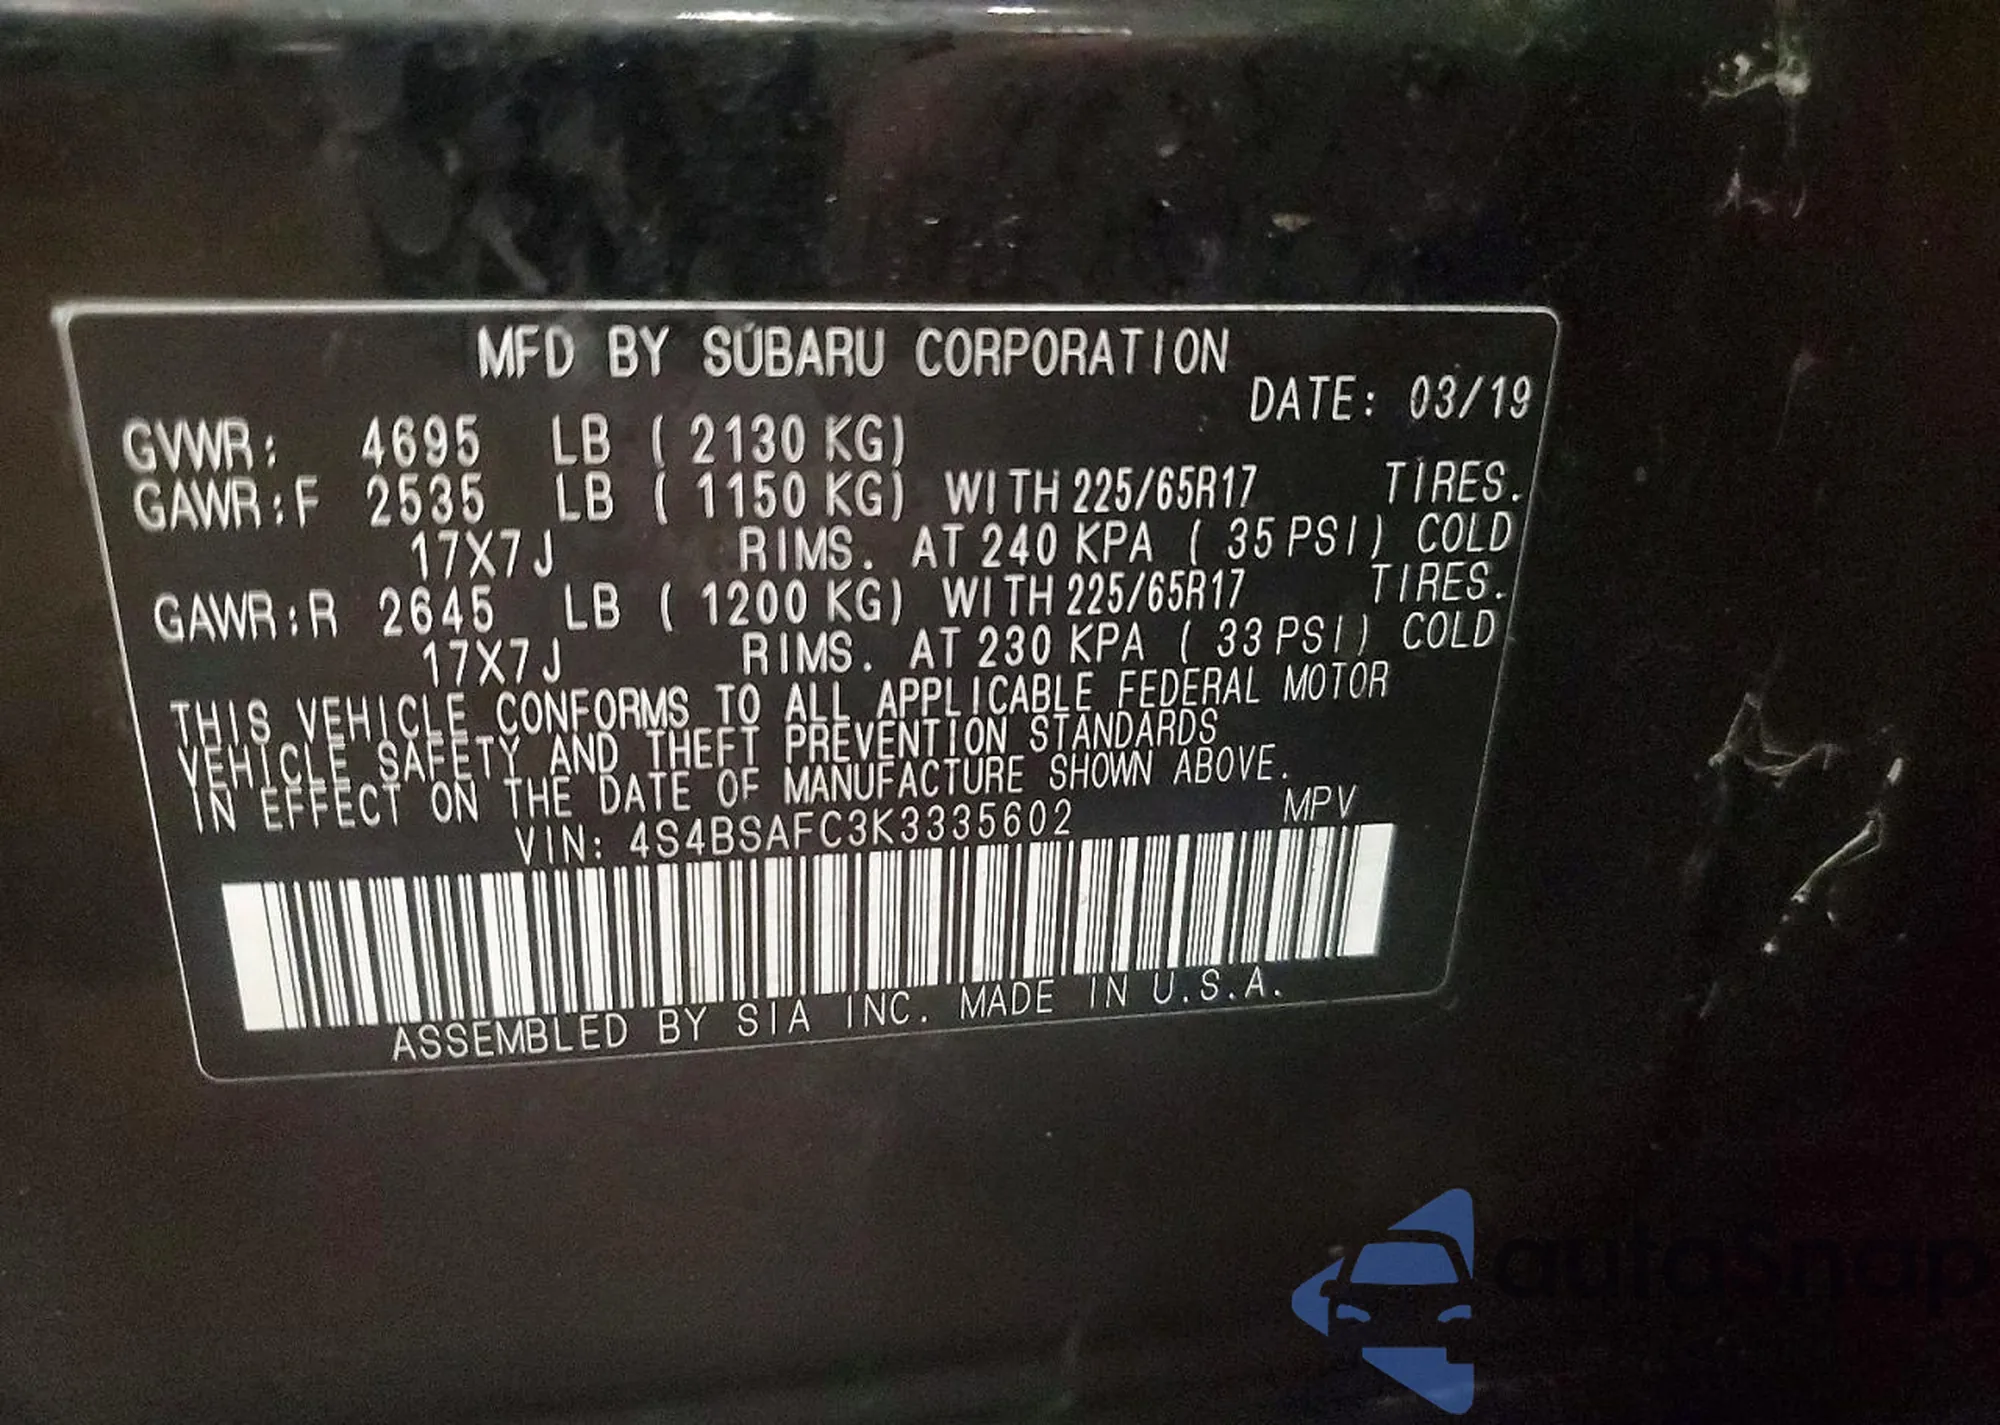 MFD BY SUBARU CORPORATION
DATE: 03/19
GVWR: 4695 LB ( 2130 KG)
GAWR:F 2535 LB ( 1150 KG) WITH 225/65R17 TIRES.
17X7J RIMS. AT 240 KPA ( 35 PSI) COLD
GAWR:R 2645 LB ( 1200 KG) WITH 225/65R17 TIRES.
17X7J RIMS. AT 230 KPA ( 33 PSI) COLD
THIS VEHICLE CONFORMS TO ALL APPLICABLE FEDERAL MOTOR
VEHICLE SAFETY AND THEFT PREVENTION STANDARDS
IN EFFECT ON THE DATE OF MANUFACTURE SHOWN ABOVE.
VIN: 4S4BSAFC3K3335602 MPV
ASSEMBLED BY SIA INC. MADE IN U.S.A.
autosnap